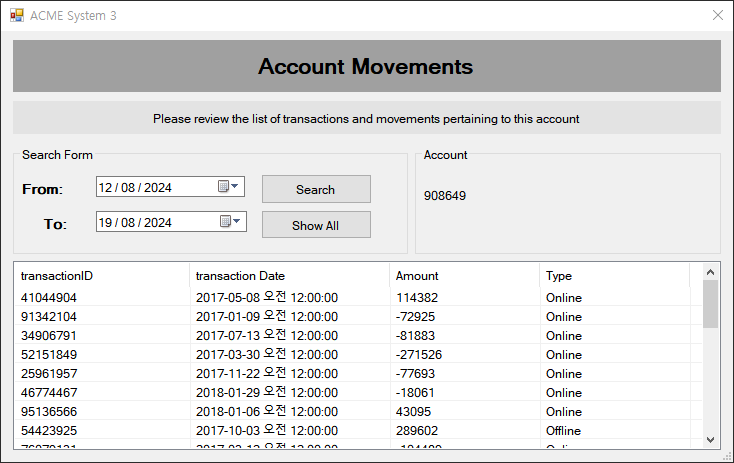 ACME System 3
Account Movements
Please review the list of transactions and movements pertaining to this account
Search Form
From: 12 / 08 / 2024 Search
To: 19 / 08 / 2024 Show All
Account
908649
transactionID transaction Date Amount Type
41044904 2017-05-08 오전 12:00:00 114382 Online
91342104 2017-01-09 오전 12:00:00 -72925 Online
34906791 2017-07-13 오전 12:00:00 -81883 Online
52151849 2017-03-30 오전 12:00:00 -271526 Online
25961957 2017-11-22 오전 12:00:00 -77693 Online
46774467 2018-01-29 오전 12:00:00 -18061 Online
95136566 2018-01-06 오전 12:00:00 43095 Online
54423925 2017-10-03 오전 12:00:00 289602 Offline